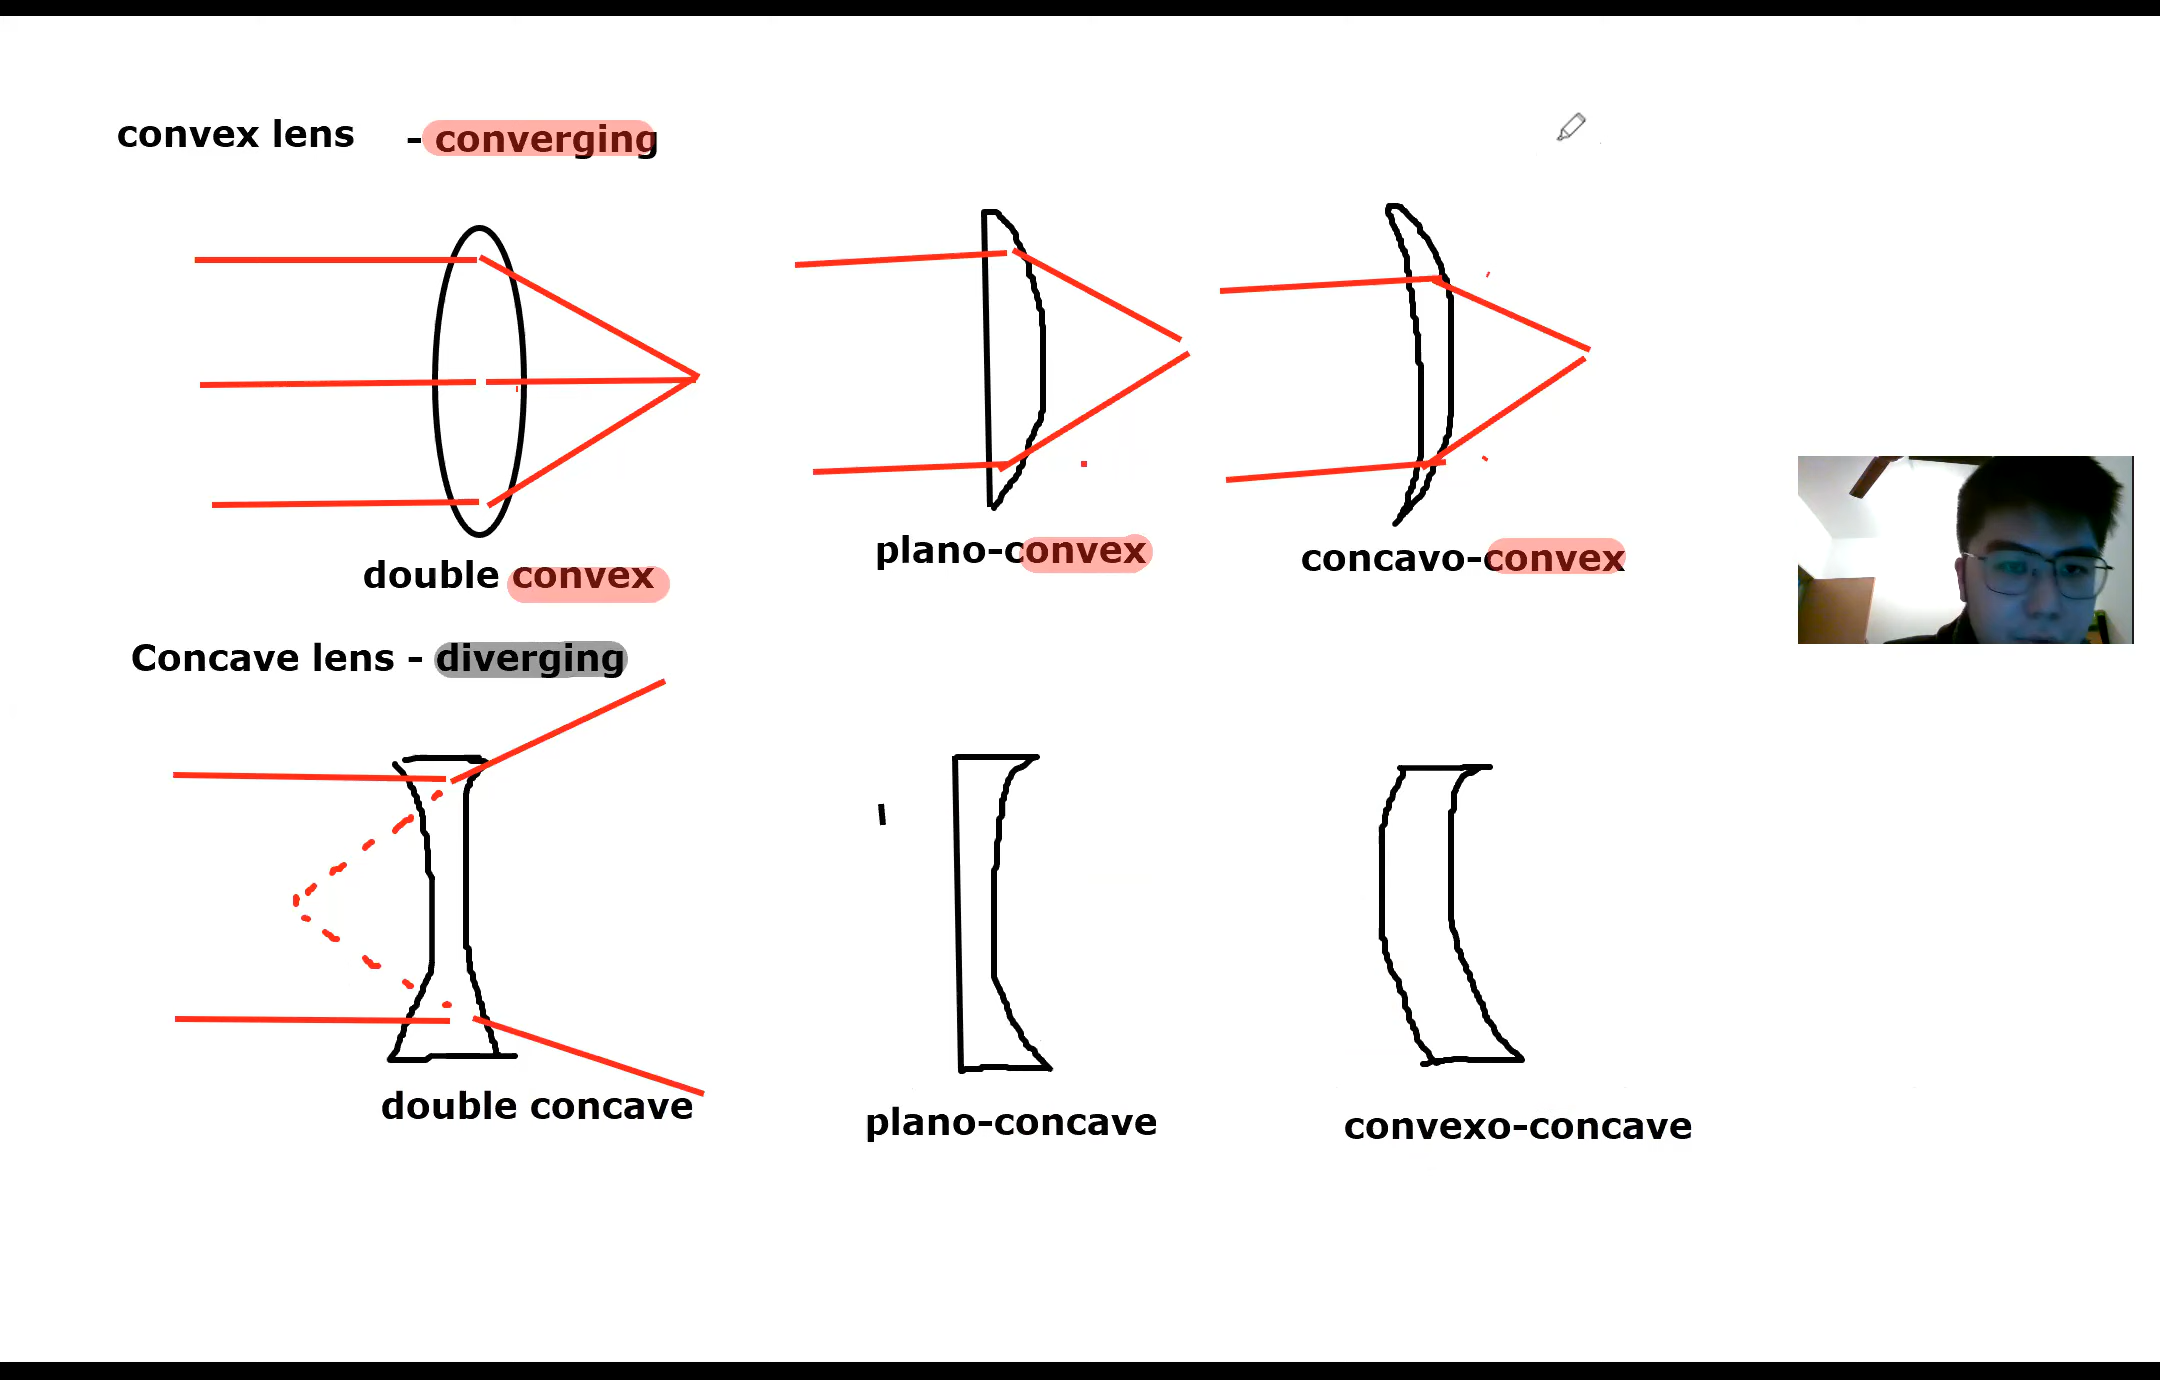 convex lens - converging
double convex
plano-convex
concavo-convex
Concave lens - diverging
double concave
plano-concave
convexo-concave